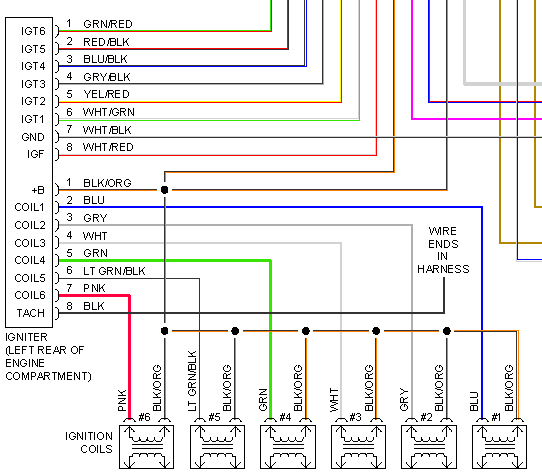 IGT6 1 GRN/RED
IGT5 2 RED/BLK
IGT4 3 BLU/BLK
IGT3 4 GRY/BLK
IGT2 5 YEL/RED
IGT1 6 WHT/GRN
GND 7 WHT/BLK
IGF 8 WHT/RED
+B 1 BLK/ORG
COIL1 2 BLU
COIL2 3 GRY
COIL3 4 WHT
COIL4 5 GRN
COIL5 6 LT GRN/BLK
COIL6 7 PNK
TACH 8 BLK
WIRE
ENDS
IN
HARNESS
IGNITER
(LEFT REAR OF
ENGINE
COMPARTMENT)
PNK BLK/ORG LT GRN/BLK BLK/ORG GRN BLK/ORG WHT BLK/ORG GRY BLK/ORG BLU BLK/ORG
#6 #5 #4 #3 #2 #1
IGNITION
COILS